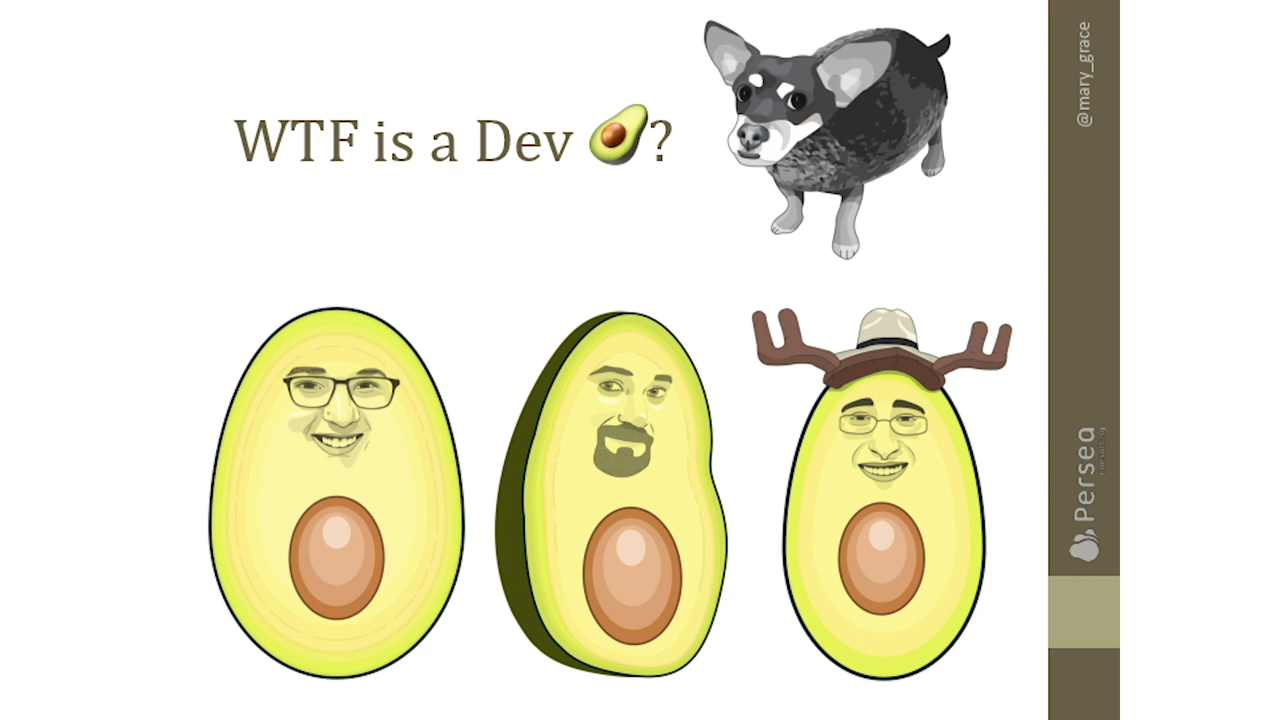 WTF is a Dev 🥑?
@mary_grace
Persea